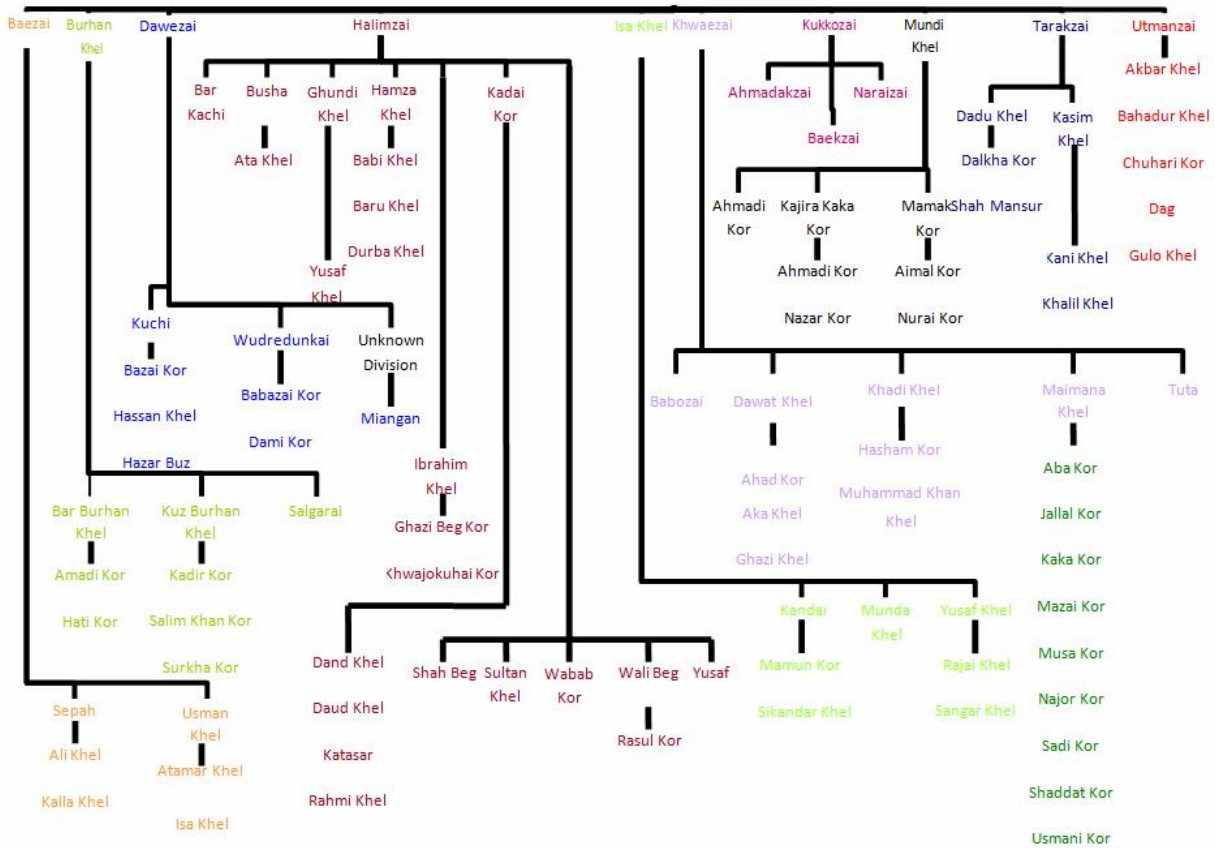 Baezai
Burhan
Khel
Dawezai
Halimzai
Isa Khel
Khwaezai
Kukkozai
Mundi
Khel
Tarakzai
Utmanzai
Bar
Kachi
Busha
Ghundi
Khel
Hamza
Khel
Kadai
Kor
Ahmadakzai
Naraizai
Baekzai
Dadu Khel
Kasim
Khel
Akbar Khel
Bahadur Khel
Chuhari Kor
Dag
Gulo Khel
Ata Khel
Babi Khel
Baru Khel
Durba Khel
Yusaf
Khel
Dalkha Kor
Shah Mansur
Ahmadi
Kor
Kajira Kaka
Kor
Mamak
Kor
Ahmadi Kor
Nazar Kor
Aimal Kor
Nurai Kor
Kani Khel
Khalil Khel
Kuchi
Bazai Kor
Hassan Khel
Hazar Buz
Wudredunkai
Babazai Kor
Dami Kor
Unknown
Division
Miangan
Babozai
Dawat Khel
Khadi Khel
Maimana
Khel
Tuta
Ahad Kor
Aka Khel
Ghazi Khel
Hasham Kor
Muhammad Khan
Khel
Aba Kor
Jallal Kor
Kaka Kor
Mazai Kor
Musa Kor
Najor Kor
Sadi Kor
Shaddat Kor
Usmani Kor
Ibrahim
Khel
Ghazi Beg Kor
Khwajokuhai Kor
Bar Burhan
Khel
Kuz Burhan
Khel
Salgarai
Amadi Kor
Hati Kor
Kadir Kor
Salim Khan Kor
Surkha Kor
Kandai
Munda
Khel
Yusaf Khel
Mamun Kor
Sikandar Khel
Rajai Khel
Sangar Khel
Dand Khel
Daud Khel
Katasar
Rahmi Khel
Shah Beg
Sultan
Khel
Wabab
Kor
Wali Beg
Yusaf
Rasul Kor
Sepah
Usman
Khel
Ali Khel
Kalla Khel
Atamar Khel
Isa Khel